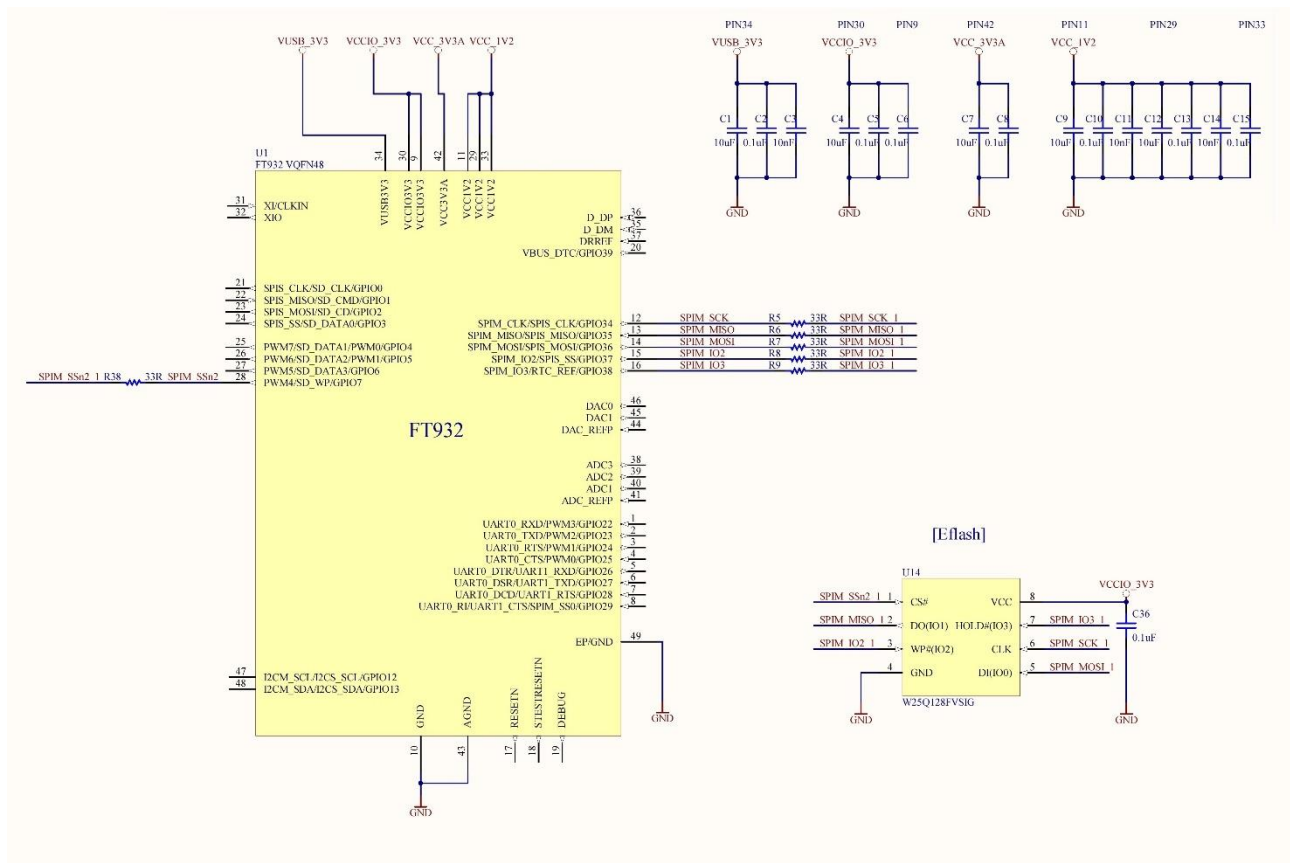 PIN34 PIN30 PIN9 PIN42 PIN11 PIN29 PIN33
VUSB_3V3 VCCIO_3V3 VCC_3V3A VCC_1V2
VUSB_3V3 VCCIO_3V3 VCC_3V3A VCC_1V2
C1 C2 C3 C4 C5 C6 C7 C8 C9 C10 C11 C12 C13 C14 C15
10uF 0.1uF 10nF 10uF 0.1uF 0.1uF 10uF 0.1uF 10uF 0.1uF 10nF 0.1uF 10nF 0.1uF
GND GND GND GND
U1
FT932 VQFN48
34 30 9 42 11 29 33
VUSB3V3 VCCIO3V3 VCCIO3V3 VCC3V3A VCC1V2 VCC1V2 VCC1V2
31 XI/CLKIN
32 XIO
D_DP 36
D_DM 35
DRREF 37
VBUS_DTC/GPIO39 20
21 SPIS_CLK/SD_CLK/GPIO0
22 SPIS_MISO/SD_CMD/GPIO1
23 SPIS_MOSI/SD_CD/GPIO2
24 SPIS_SS/SD_DATA0/GPIO3
SPIM_CLK/SPIS_CLK/GPIO34 12 SPIM_SCK R5 33R SPIM_SCK_1
SPIM_MISO/SPIS_MISO/GPIO35 13 SPIM_MISO R6 33R SPIM_MISO_1
SPIM_MOSI/SPIS_MOSI/GPIO36 14 SPIM_MOSI R7 33R SPIM_MOSI_1
SPIM_IO2/SPIS_SS/GPIO37 15 SPIM_IO2 R8 33R SPIM_IO2_1
SPIM_IO3/RTC_REF/GPIO38 16 SPIM_IO3 R9 33R SPIM_IO3_1
25 PWM7/SD_DATA1/PWM0/GPIO4
26 PWM6/SD_DATA2/PWM1/GPIO5
27 PWM5/SD_DATA3/GPIO6
SPIM_SSn2_1 R38 33R SPIM_SSn2 28 PWM4/SD_WP/GPIO7
DAC0 46
DAC1 45
DAC_REFP 44
FT932
ADC3 38
ADC2 39
ADC1 40
ADC_REFP 41
UART0_RXD/PWM3/GPIO22 1
UART0_TXD/PWM2/GPIO23 2
UART0_RTS/PWM1/GPIO24 3
UART0_CTS/PWM0/GPIO25 4
UART0_DTR/UART1_RXD/GPIO26 5
UART0_DSR/UART1_TXD/GPIO27 6
UART0_DCD/UART1_RTS/GPIO28 7
UART0_RI/UART1_CTS/SPIM_SS0/GPIO29 8
EP/GND 49
GND
47 I2CM_SCL/I2CS_SCL/GPIO12
48 I2CM_SDA/I2CS_SDA/GPIO13
GND AGND RESETN STESTRESETN DEBUG
10 43 17 18 19
GND
[Eflash]
U14
VCCIO_3V3
SPIM_SSn2_1 1 CS# VCC 8
C36
0.1uF
SPIM_MISO_1 2 DO(IO1) HOLD#(IO3) 7 SPIM_IO3_1
SPIM_IO2_1 3 WP#(IO2) CLK 6 SPIM_SCK_1
4 GND DI(IO0) 5 SPIM_MOSI_1
W25Q128FVSIG
GND GND